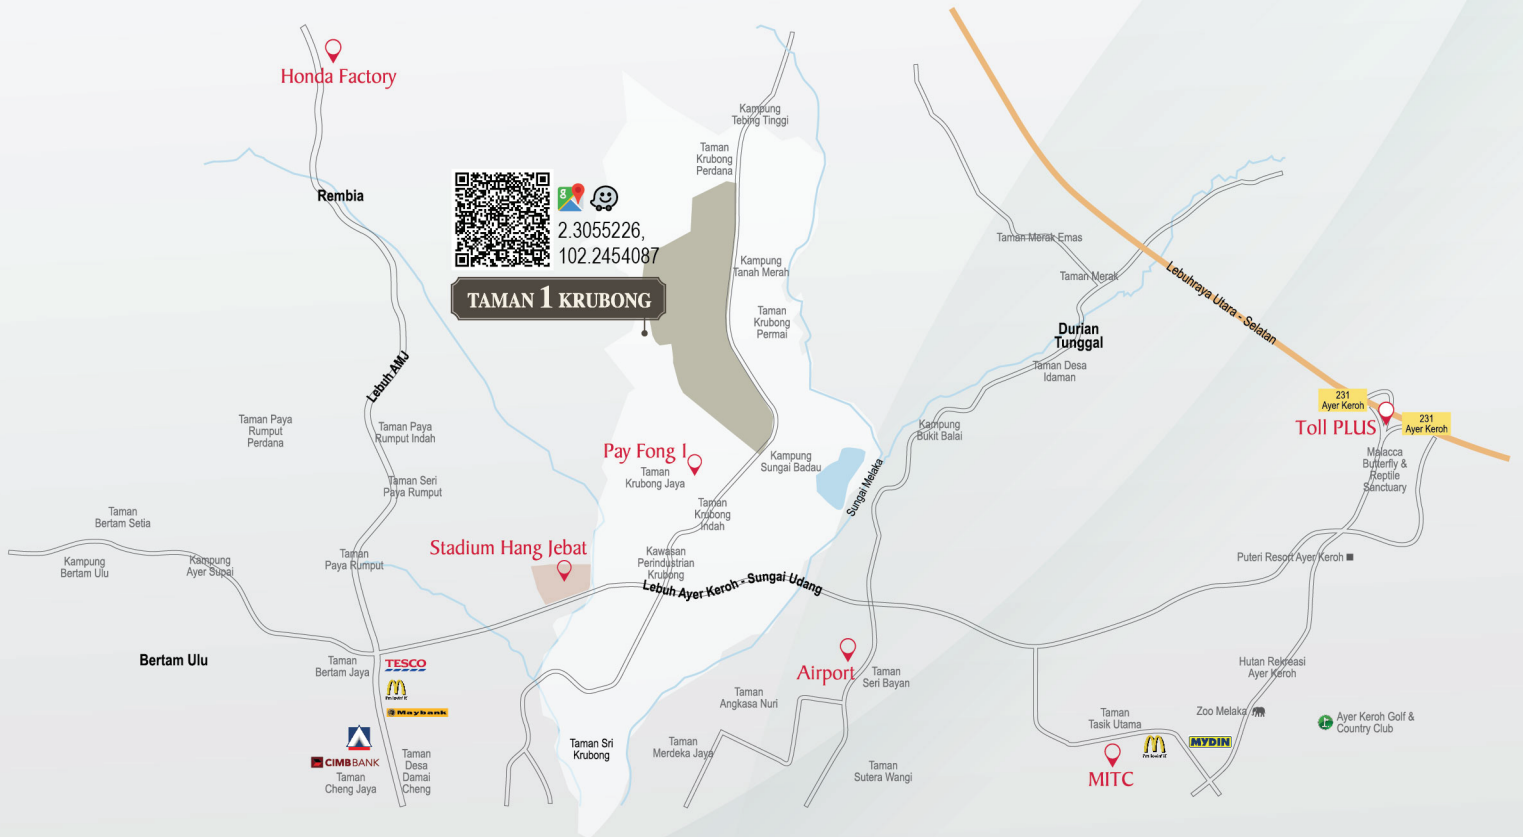 Honda Factory
Kampung
Tebing Tinggi
Taman
Krubong
Perdana
Rembia
2.3055226,
102.2454087
TAMAN 1 KRUBONG
Kampung
Tanah Merah
Taman
Krubong
Permai
Taman Merak Emas
Taman Merak
Lebuhraya Utara - Selatan
Durian
Tunggal
Taman Desa
Idaman
Lebuh AMJ
Taman Paya
Rumput
Perdana
Taman Paya
Rumput Indah
Taman Seri
Paya Rumput
Pay Fong I
Taman
Krubong Jaya
Kampung
Sungai Badau
Kampung
Bukit Balai
Sungai Melaka
231
Ayer Keroh
231
Ayer Keroh
Toll PLUS
Malacca
Butterfly &
Reptile
Sanctuary
Taman
Krubong
Indah
Taman
Bertam Setia
Kampung
Bertam Ulu
Kampung
Ayer Supai
Taman
Paya Rumput
Stadium Hang Jebat
Kawasan
Perindustrian
Krubong
Lebuh Ayer Keroh - Sungai Udang
Puteri Resort Ayer Keroh
Bertam Ulu
Taman
Bertam Jaya
TESCO
i'm lovin' it
Maybank
CIMB BANK
Taman
Cheng Jaya
Taman
Desa
Damai
Cheng
Taman Sri
Krubong
Taman
Merdeka Jaya
Taman
Angkasa Nuri
Airport
Taman
Seri Bayan
Taman
Sutera Wangi
Hutan Rekreasi
Ayer Keroh
Zoo Melaka
Taman
Tasik Utama
i'm lovin' it
MYDIN
MITC
Ayer Keroh Golf &
Country Club